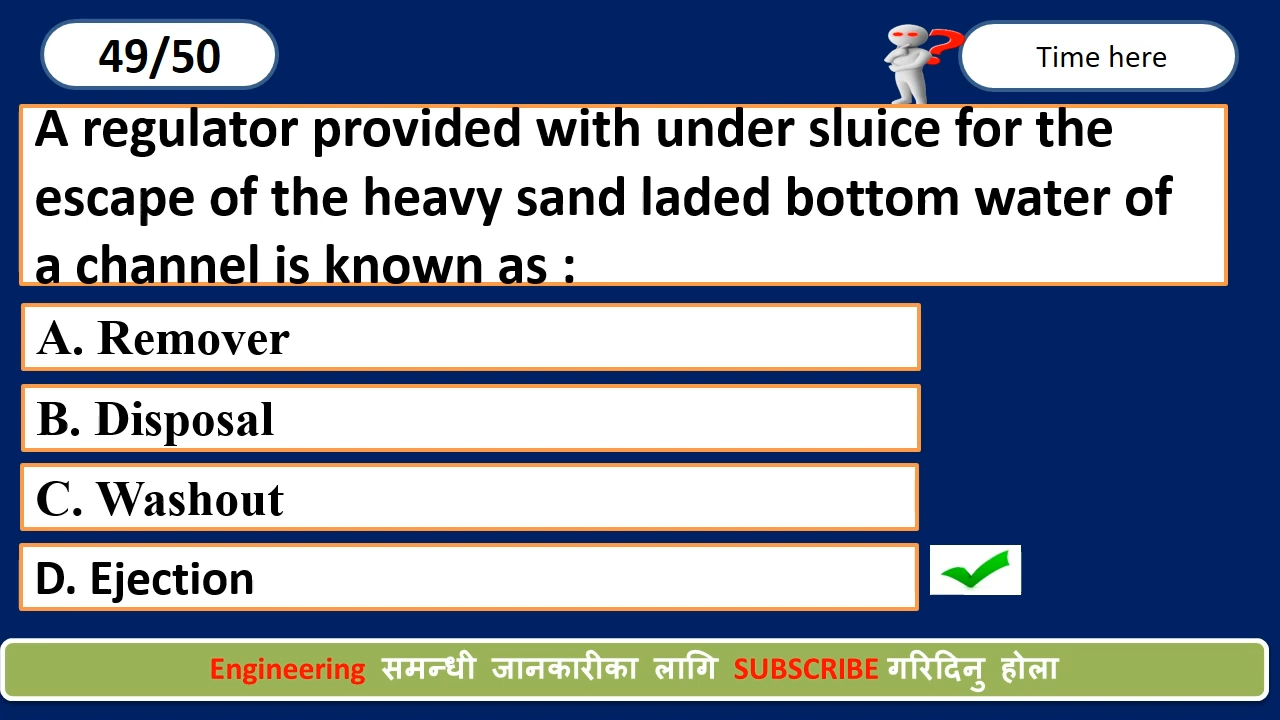 49/50
Time here
A regulator provided with under sluice for the
escape of the heavy sand laded bottom water of
a channel is known as :
A. Remover
B. Disposal
C. Washout
D. Ejection
Engineering समन्धी जानकारीका लागि SUBSCRIBE गरिदिनु होला